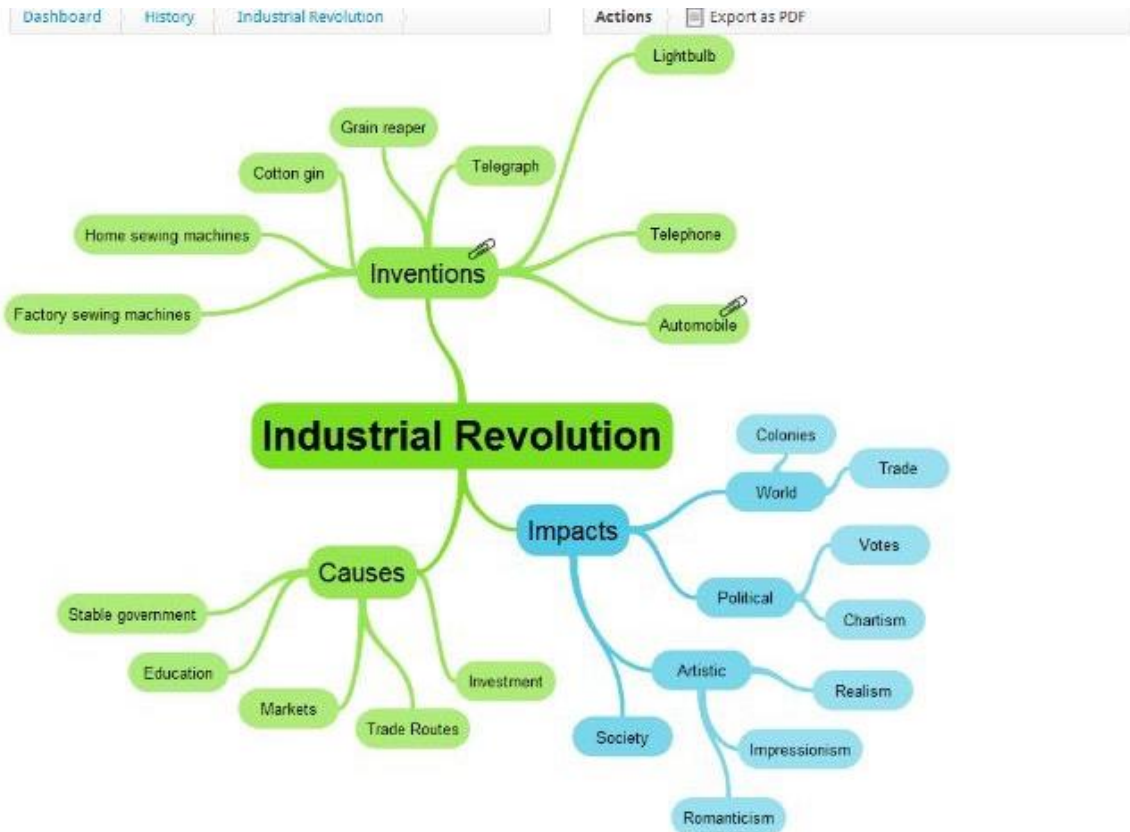 Dashboard History Industrial Revolution
Actions Export as PDF
Lightbulb
Grain reaper
Telegraph
Cotton gin
Home sewing machines
Telephone
Inventions
Factory sewing machines
Automobile
Industrial Revolution
Colonies
Trade
World
Impacts
Votes
Causes
Political
Stable government
Chartism
Education
Artistic
Investment
Realism
Markets
Trade Routes
Society
Impressionism
Romanticism